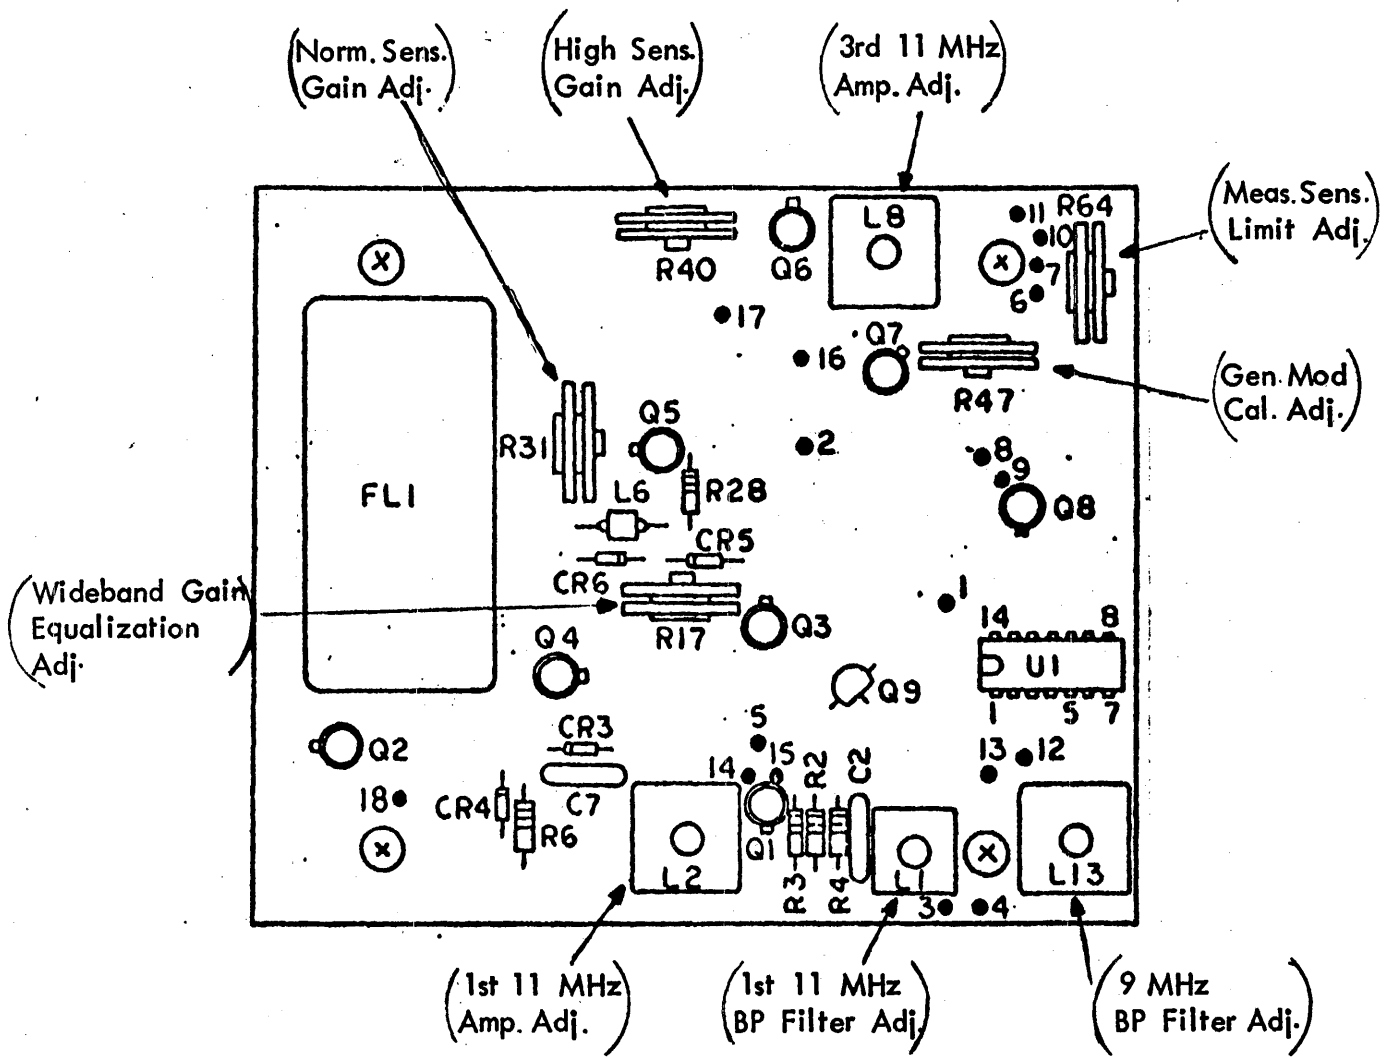 Norm. Sens.
Gain Adj.
High Sens.
Gain Adj.
3rd 11 MHz
Amp. Adj.
Meas. Sens.
Limit Adj.
Gen. Mod
Cal. Adj.
Wideband Gain
Equalization
Adj.
1st 11 MHz
Amp. Adj.
1st 11 MHz
BP Filter Adj.
9 MHz
BP Filter Adj.
R40
Q6
L8
11
R64
10
7
6
17
16
Q7
R47
R31
Q5
2
8
9
Q8
FL1
L6
R28
CR5
CR6
R17
Q3
1
14
8
U1
1
5
7
Q4
Q9
Q2
CR3
5
14
15
R2
C2
13
12
18
CR4
R6
C7
L2
Q1
R3
R4
L1
3
4
L13